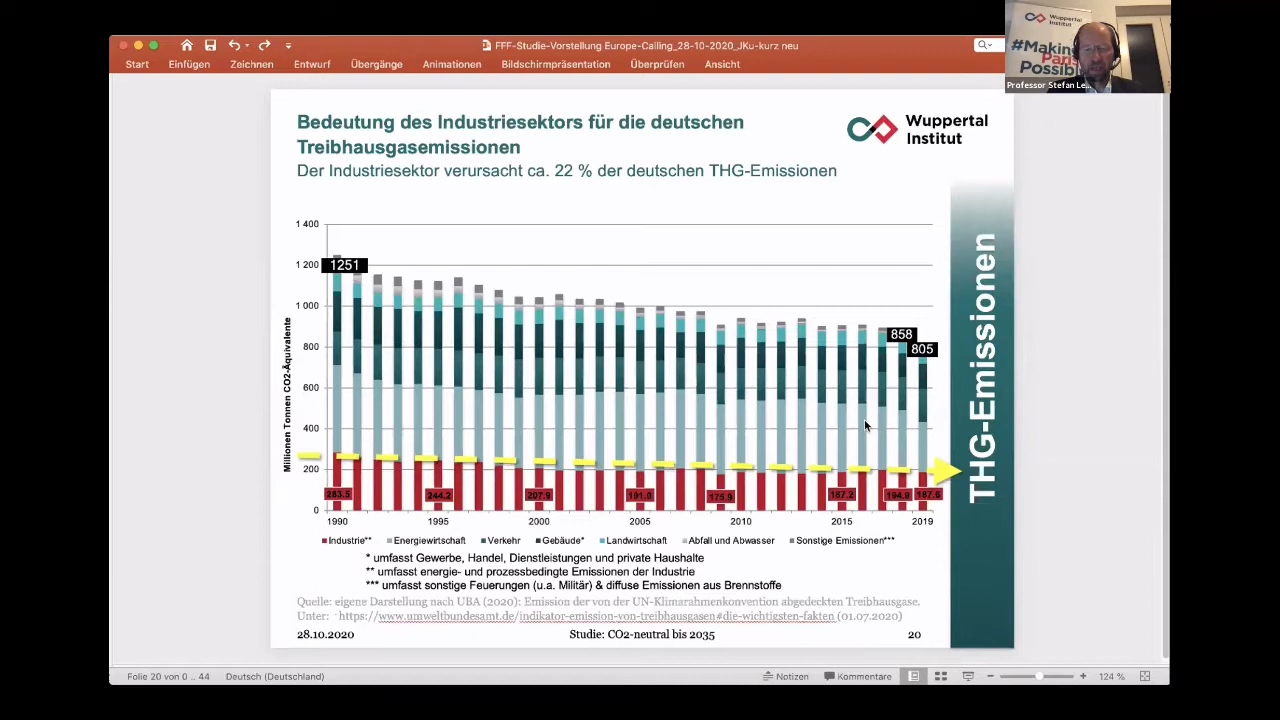 Wuppertal
Institut
#Making
Paris
Possible
Professor Stefan Le...
FFF-Studie-Vorstellung Europe-Calling_28-10-2020_JKu-kurz neu
Start Einfügen Zeichnen Entwurf Übergänge Animationen Bildschirmpräsentation Überprüfen Ansicht
Bedeutung des Industriesektors für die deutschen
Treibhausgasemissionen
Der Industriesektor verursacht ca. 22 % der deutschen THG-Emissionen
Wuppertal
Institut
THG-Emissionen
Millionen Tonnen CO2-Äquivalente
1 400
1 200
1 000
800
600
400
200
0
1251
858
805
283.5 244.2 207.9 191.0 175.9 187.2 194.9 187.6
1990 1995 2000 2005 2010 2015 2019
Industrie** Energiewirtschaft Verkehr Gebäude* Landwirtschaft Abfall und Abwasser Sonstige Emissionen***
* umfasst Gewerbe, Handel, Dienstleistungen und private Haushalte
** umfasst energie- und prozessbedingte Emissionen der Industrie
*** umfasst sonstige Feuerungen (u.a. Militär) & diffuse Emissionen aus Brennstoffe
Quelle: eigene Darstellung nach UBA (2020): Emission der von der UN-Klimarahmenkonvention abgedeckten Treibhausgase.
Unter: https://www.umweltbundesamt.de/indikator-emission-von-treibhausgasen#die-wichtigsten-fakten (01.07.2020)
28.10.2020 Studie: CO2-neutral bis 2035 20
Folie 20 von 0 .. 44 Deutsch (Deutschland) Notizen Kommentare 124 %